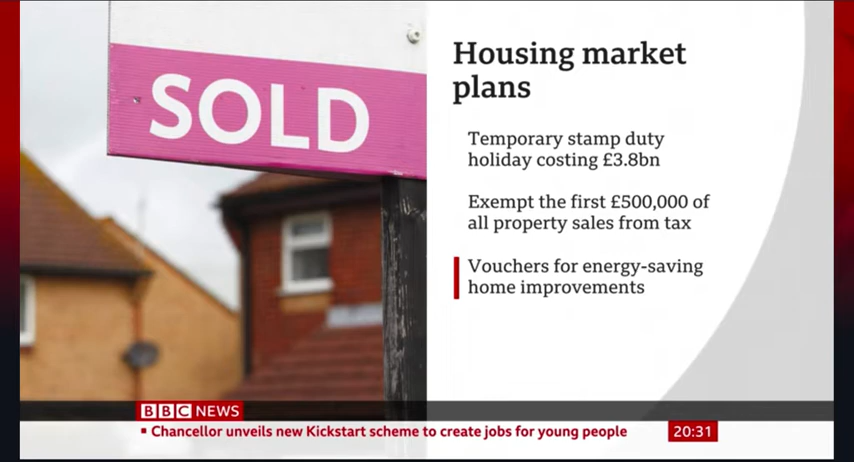 SOLD
Housing market
plans
Temporary stamp duty
holiday costing £3.8bn
Exempt the first £500,000 of
all property sales from tax
Vouchers for energy-saving
home improvements
BBC NEWS
Chancellor unveils new Kickstart scheme to create jobs for young people
20:31